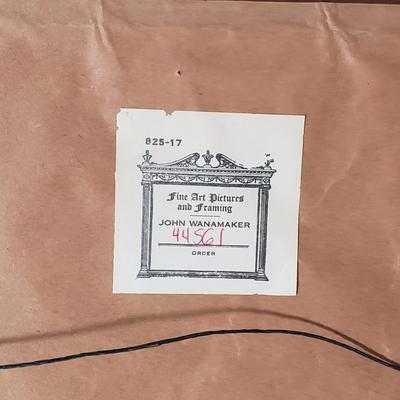 825-17
Fine Art Pictures
and Framing
JOHN WANAMAKER
44561
ORDER